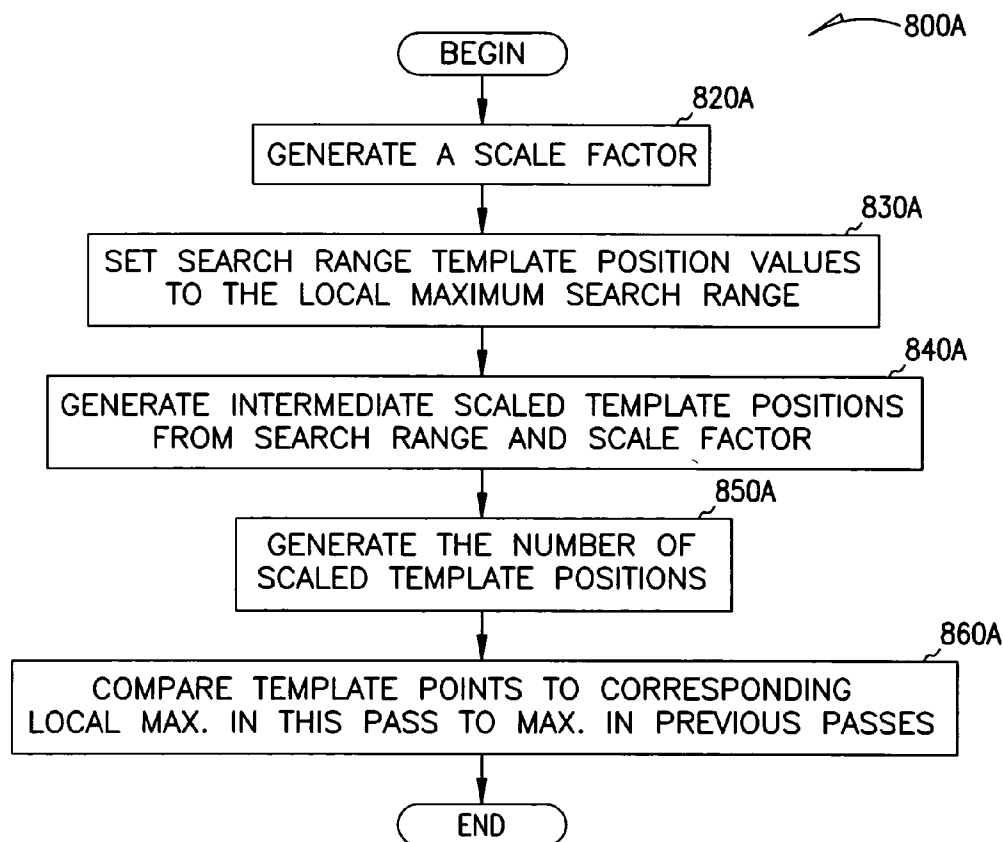 800A
BEGIN
820A
GENERATE A SCALE FACTOR
830A
SET SEARCH RANGE TEMPLATE POSITION VALUES
TO THE LOCAL MAXIMUM SEARCH RANGE
840A
GENERATE INTERMEDIATE SCALED TEMPLATE POSITIONS
FROM SEARCH RANGE AND SCALE FACTOR
850A
GENERATE THE NUMBER OF
SCALED TEMPLATE POSITIONS
860A
COMPARE TEMPLATE POINTS TO CORRESPONDING
LOCAL MAX. IN THIS PASS TO MAX. IN PREVIOUS PASSES
END